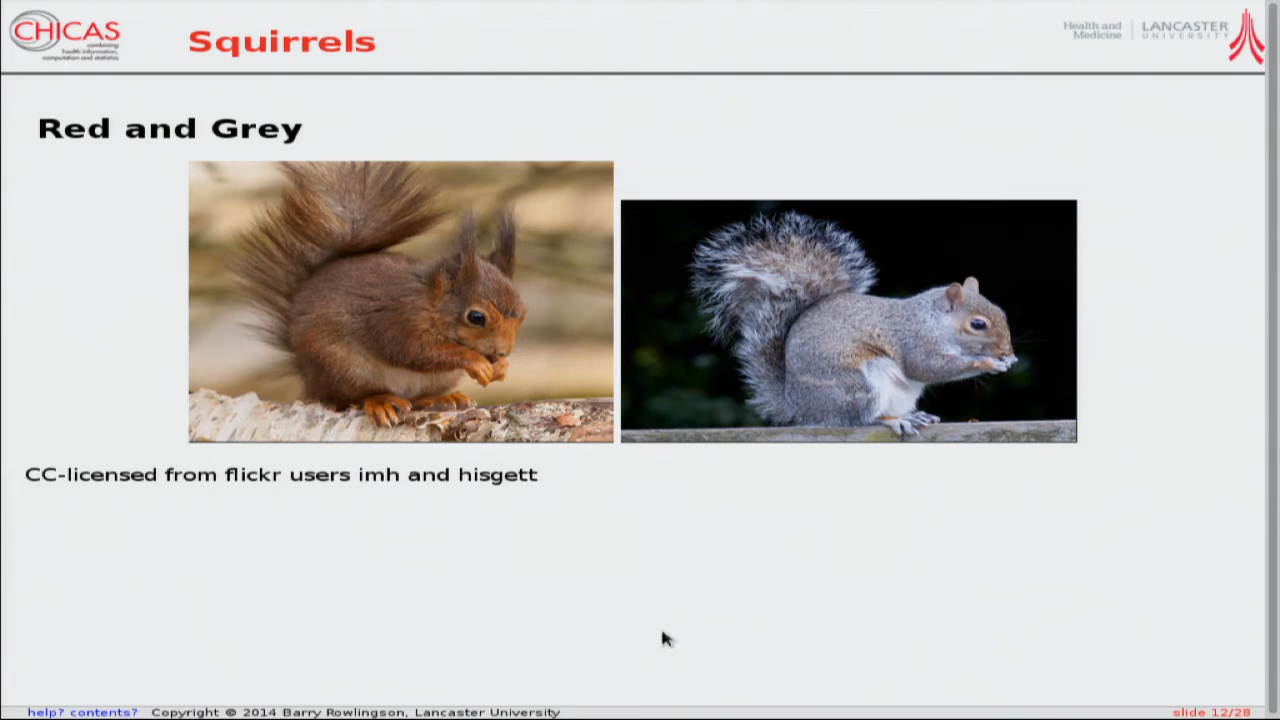 CHICAS
combining
health information,
computation and statistics
Squirrels
Health and
Medicine
LANCASTER
UNIVERSITY
Red and Grey
CC-licensed from flickr users imh and hisgett
help? contents? Copyright © 2014 Barry Rowlingson, Lancaster University
slide 12/28